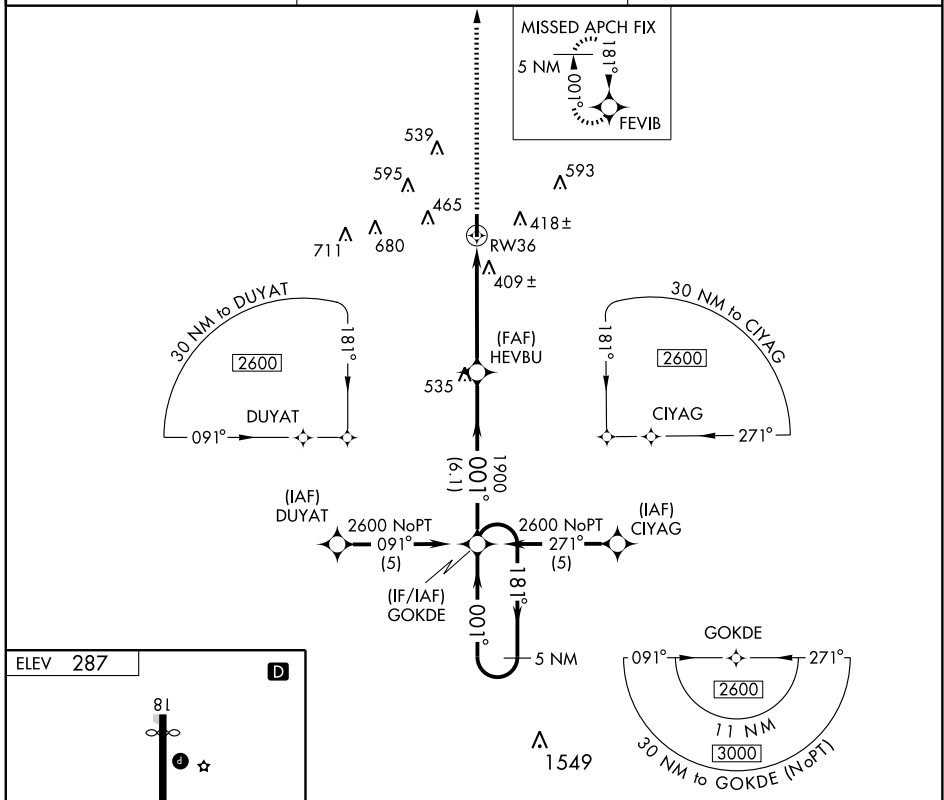 MISSED APCH FIX
5 NM
181°
001°
FEVIB
539
595
593
465
418±
711
680
RW36
409±
30 NM to DUYAT
181°
2600
DUYAT
091°
(FAF)
HEVBU
535
30 NM to CIYAG
181°
2600
CIYAG
271°
1900
001°
(6.1)
(IAF)
DUYAT
2600 NoPT
091°
(5)
2600 NoPT
271°
(5)
(IAF)
CIYAG
(IF/IAF)
GOKDE
181°
001°
5 NM
GOKDE
091°
271°
2600
11 NM
3000
30 NM to GOKDE (NoPT)
1549
ELEV 287
D
18
P